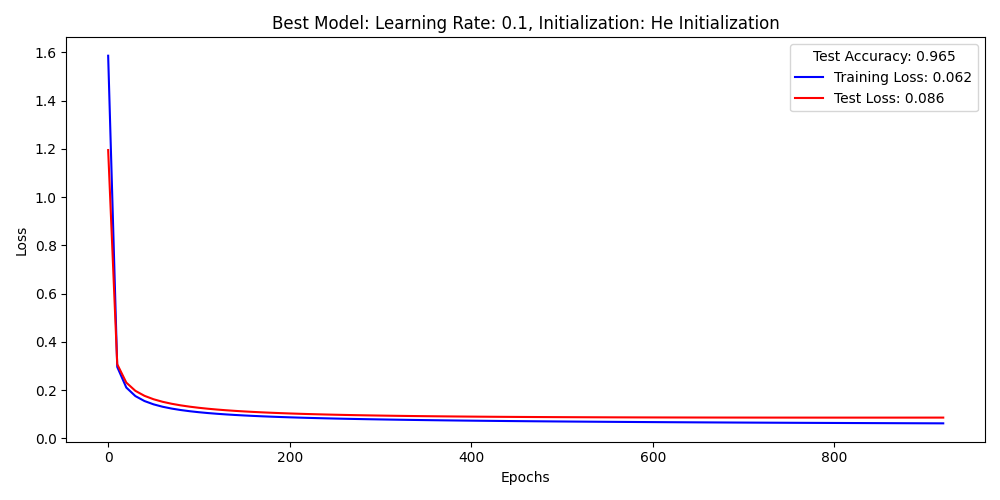 Best Model: Learning Rate: 0.1, Initialization: He Initialization
Test Accuracy: 0.965
Training Loss: 0.062
Test Loss: 0.086
Loss
1.6
1.4
1.2
1.0
0.8
0.6
0.4
0.2
0.0
0 200 400 600 800
Epochs